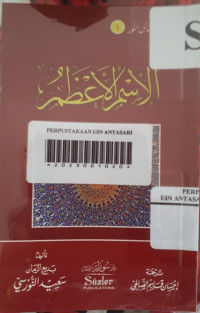 ١
الاسم الأعظم
PERPUSTAKAAN UIN ANTASARI
PERP
UIN ANTASA
تأليف
بديع الزمان
سعيد النورسي
Sözler
PUBLICATIONS
ترجمة
إحسان قاسم الصالحي